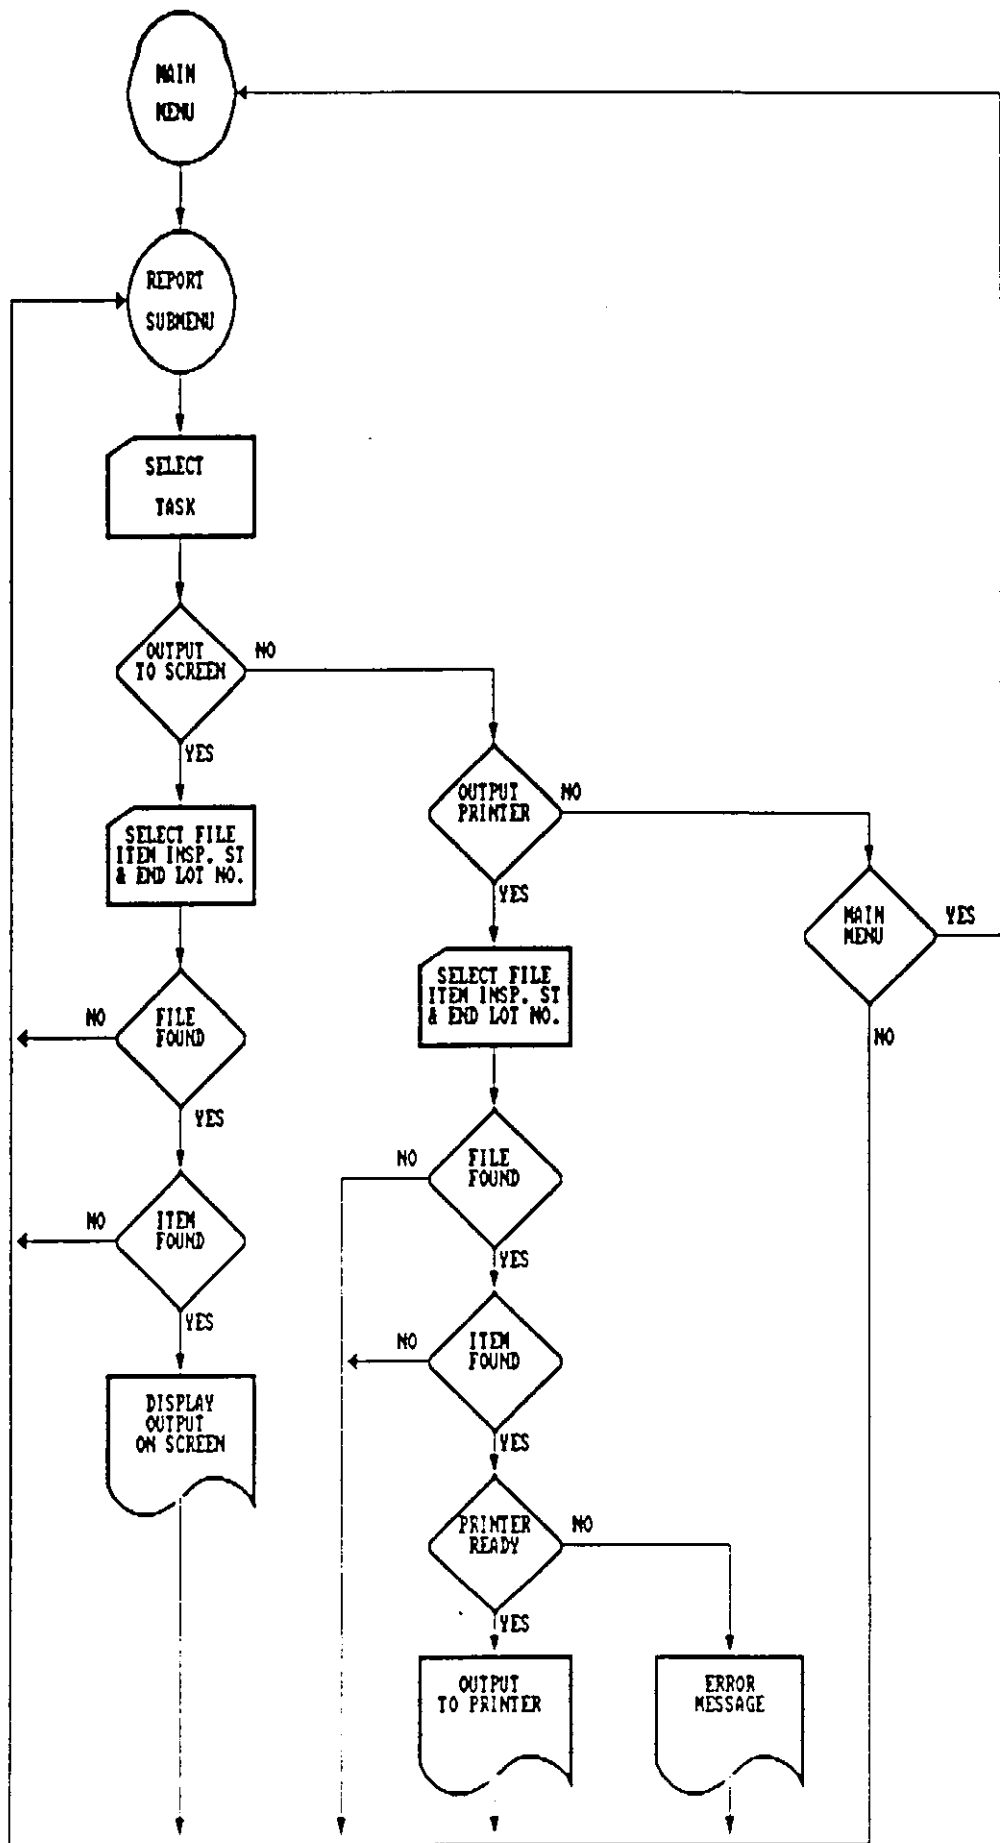 MAIN
MENU
REPORT
SUBMENU
SELECT
TASK
OUTPUT
TO SCREEN
NO
YES
SELECT FILE
ITEM INSP. ST
& END LOT NO.
FILE
FOUND
NO
YES
ITEM
FOUND
NO
YES
DISPLAY
OUTPUT
ON SCREEN
OUTPUT
PRINTER
NO
YES
SELECT FILE
ITEM INSP. ST
& END LOT NO.
FILE
FOUND
NO
YES
ITEM
FOUND
NO
YES
PRINTER
READY
NO
YES
OUTPUT
TO PRINTER
ERROR
MESSAGE
MAIN
MENU
YES
NO